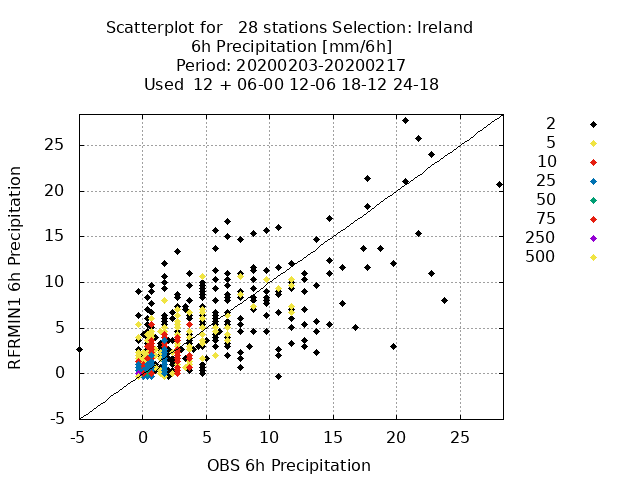 Scatterplot for   28 stations Selection: Ireland
6h Precipitation [mm/6h]
Period: 20200203-20200217
Used  12 + 06-00 12-06 18-12 24-18
RFRMIN1 6h Precipitation
25
20
15
10
5
0
-5
-5 0 5 10 15 20 25
OBS 6h Precipitation
2
5
10
25
50
75
250
500